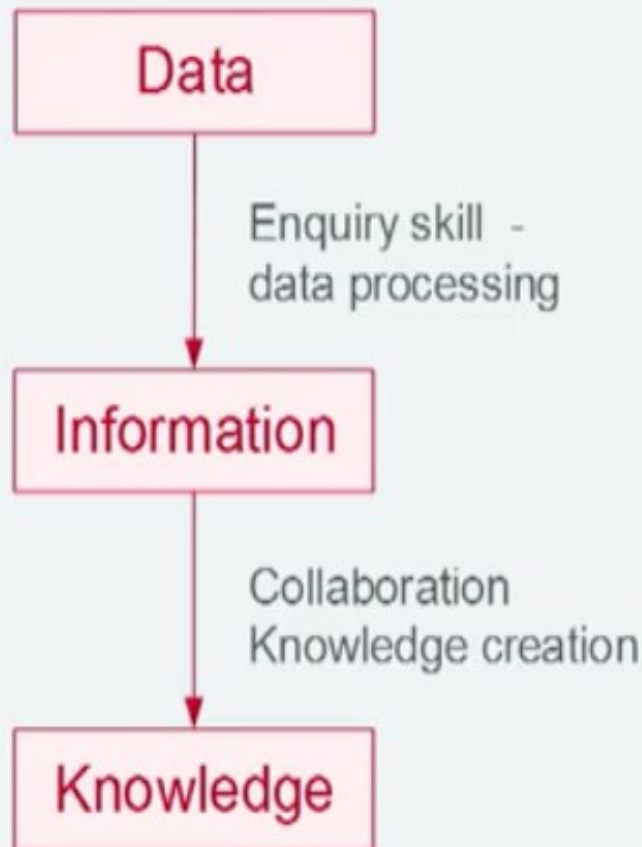 Data
Enquiry skill -
data processing
Information
Collaboration
Knowledge creation
Knowledge